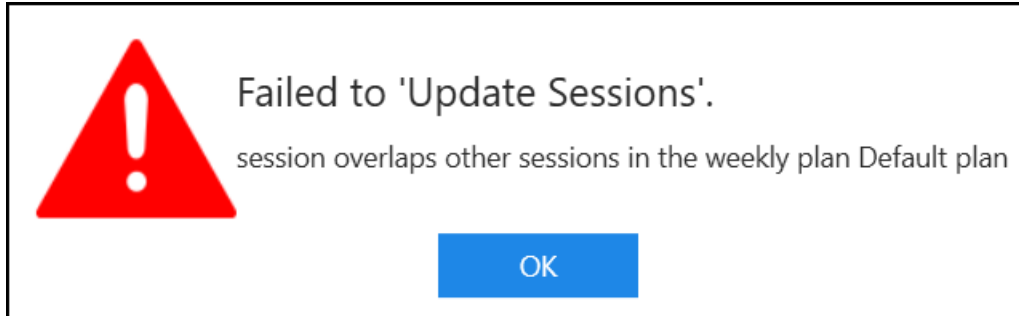 Failed to 'Update Sessions'.
session overlaps other sessions in the weekly plan Default plan
OK